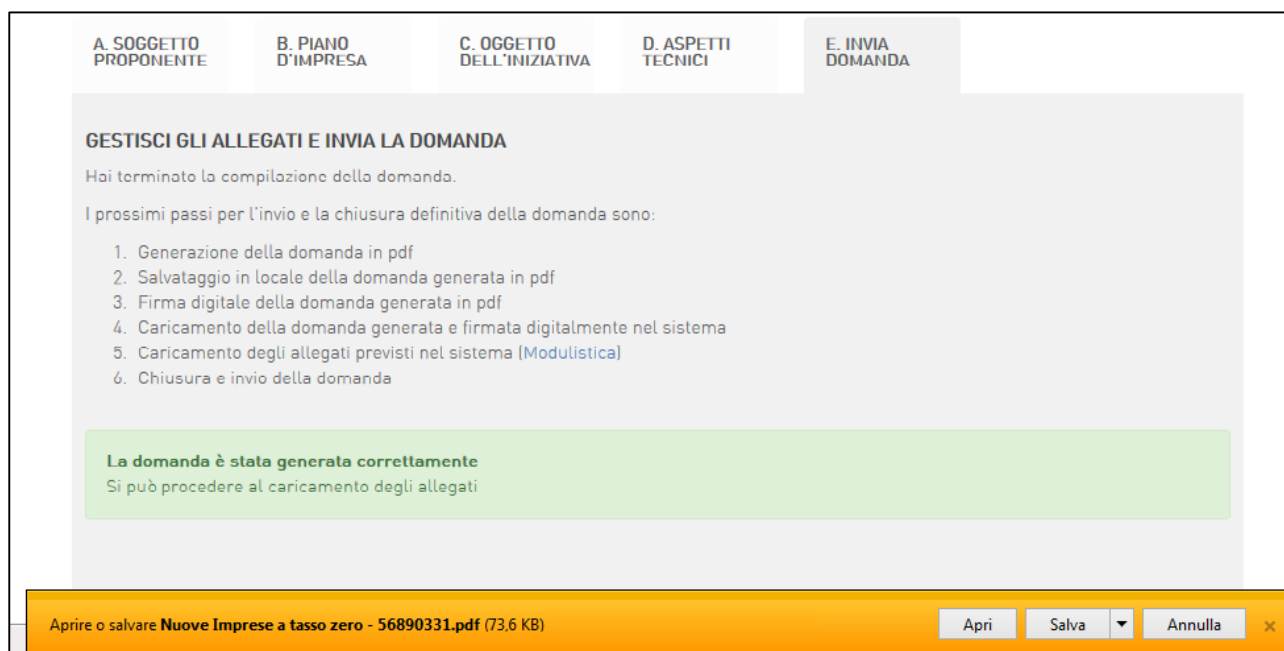 A. SOGGETTO
PROPONENTE
B. PIANO
D'IMPRESA
C. OGGETTO
DELL'INIZIATIVA
D. ASPETTI
TECNICI
E. INVIA
DOMANDA
GESTISCI GLI ALLEGATI E INVIA LA DOMANDA
Hai terminato la compilazione della domanda.
I prossimi passi per l'invio e la chiusura definitiva della domanda sono:
1. Generazione della domanda in pdf
2. Salvataggio in locale della domanda generata in pdf
3. Firma digitale della domanda generata in pdf
4. Caricamento della domanda generata e firmata digitalmente nel sistema
5. Caricamento degli allegati previsti nel sistema (Modulistica)
6. Chiusura e invio della domanda
La domanda è stata generata correttamente
Si può procedere al caricamento degli allegati
Aprire o salvare Nuove Imprese a tasso zero - 56890331.pdf (73,6 KB)
Apri
Salva
Annulla